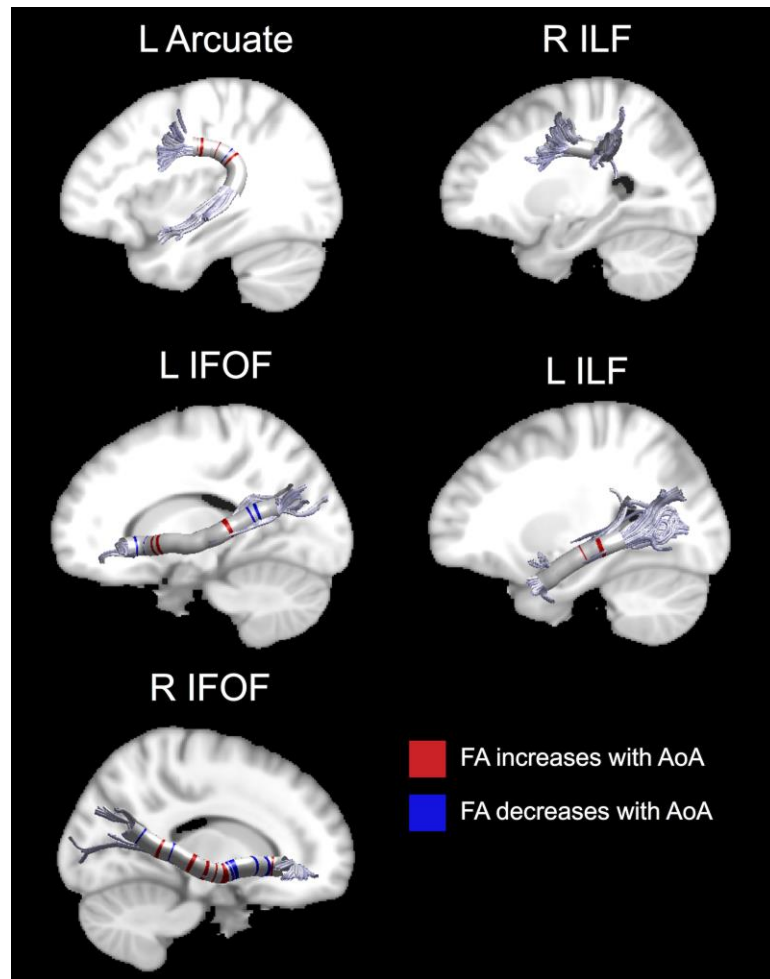 L Arcuate
R ILF
L IFOF
L ILF
R IFOF
FA increases with AoA
FA decreases with AoA